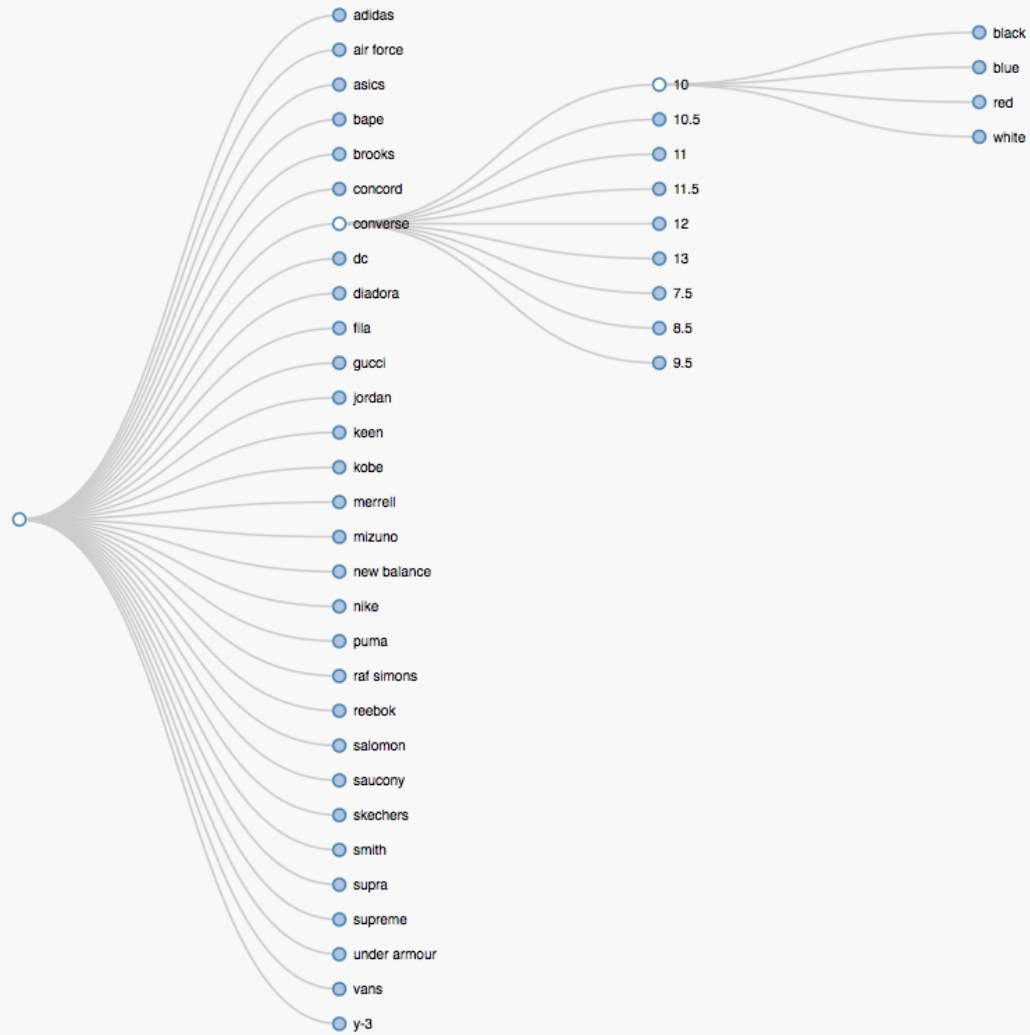 adidas
air force
asics
bape
brooks
concord
converse
dc
diadora
fila
gucci
jordan
keen
kobe
merrell
mizuno
new balance
nike
puma
raf simons
reebok
salomon
saucony
skechers
smith
supra
supreme
under armour
vans
y-3
10
10.5
11
11.5
12
13
7.5
8.5
9.5
black
blue
red
white